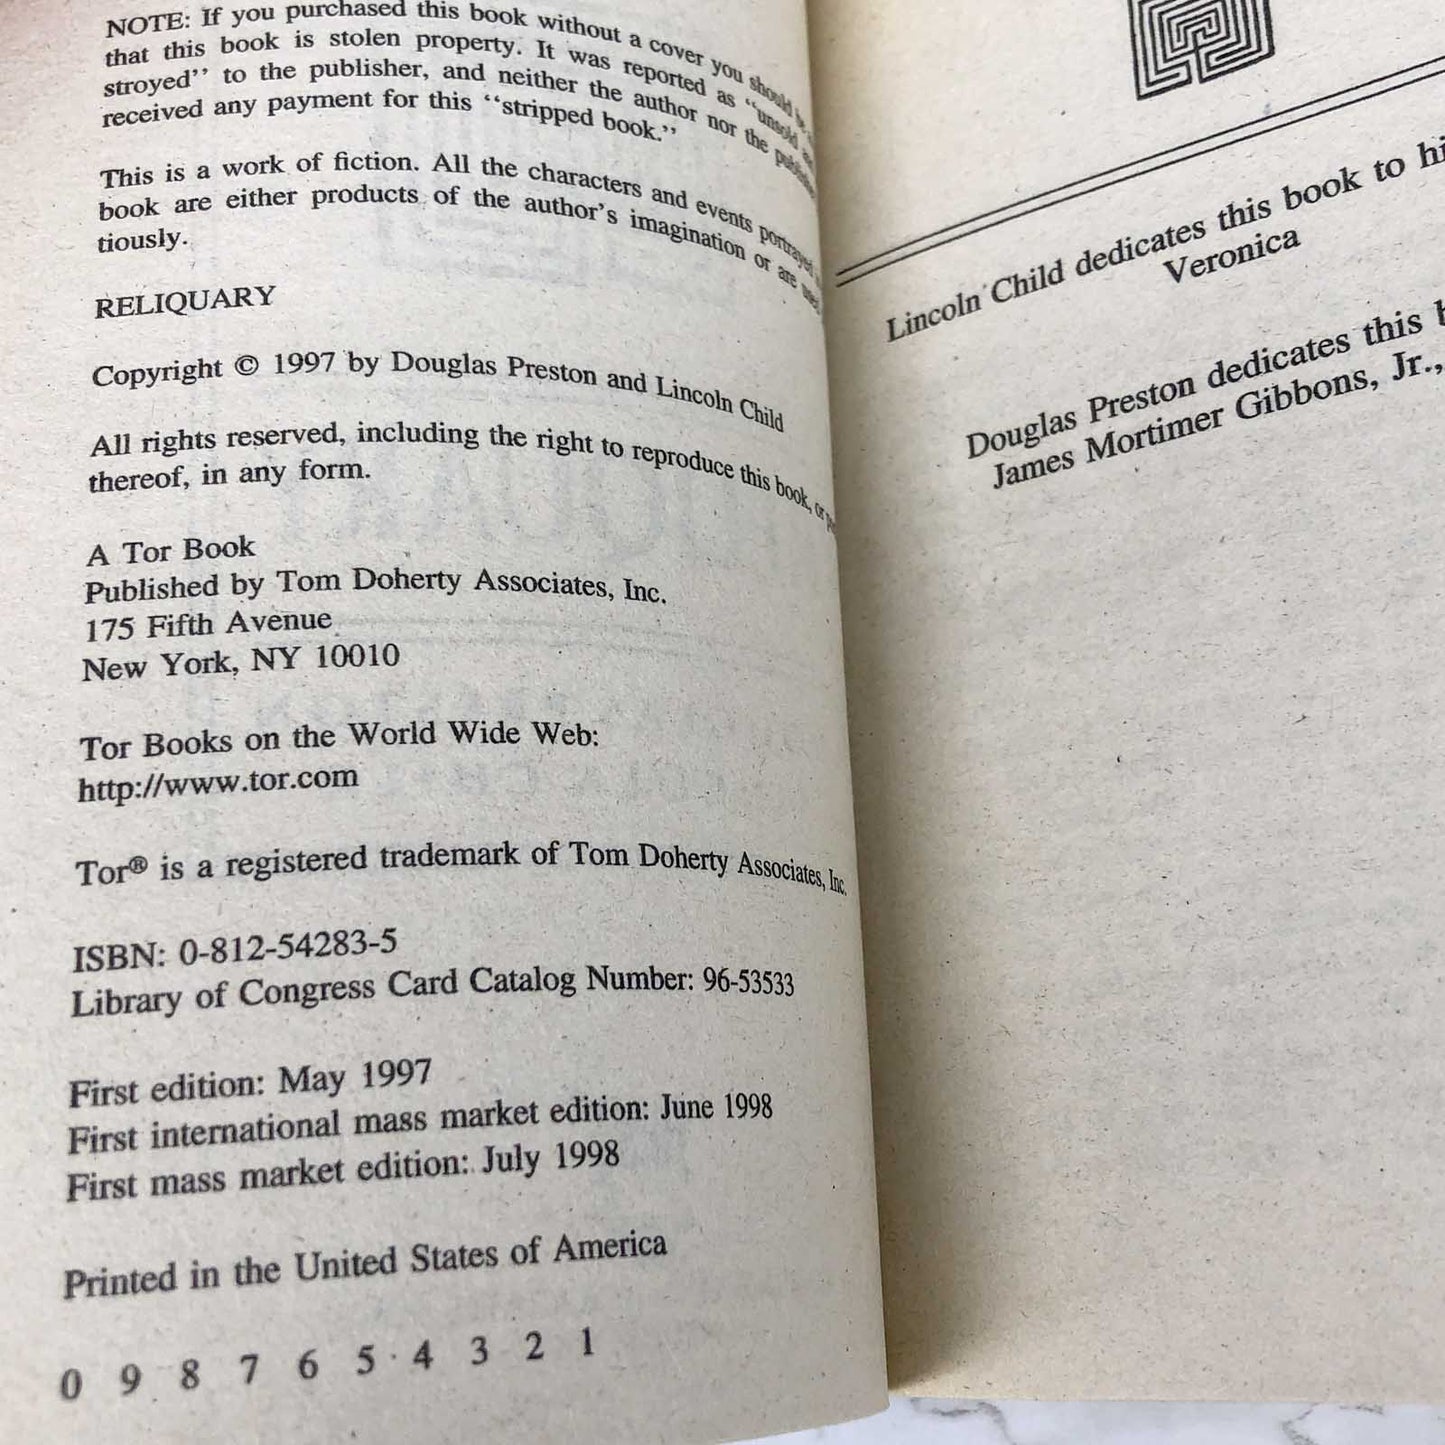 NOTE: If you purchased this book without a cover you should be
that this book is stolen property. It was reported as "unsold
stroyed" to the publisher, and neither the author nor the publisher
received any payment for this "stripped book."
This is a work of fiction. All the characters and events portrayed
book are either products of the author's imagination or are used
tiously.
RELIQUARY
Copyright © 1997 by Douglas Preston and Lincoln Child
All rights reserved, including the right to reproduce this book, or
thereof, in any form.
A Tor Book
Published by Tom Doherty Associates, Inc.
175 Fifth Avenue
New York, NY 10010
Tor Books on the World Wide Web:
http://www.tor.com
Tor® is a registered trademark of Tom Doherty Associates, Inc.
ISBN: 0-812-54283-5
Library of Congress Card Catalog Number: 96-53533
First edition: May 1997
First international mass market edition: June 1998
First mass market edition: July 1998
Printed in the United States of America
0 9 8 7 6 5 4 3 2 1
Lincoln Child dedicates this book to hi
Veronica
Douglas Preston dedicates this b
James Mortimer Gibbons, Jr.,